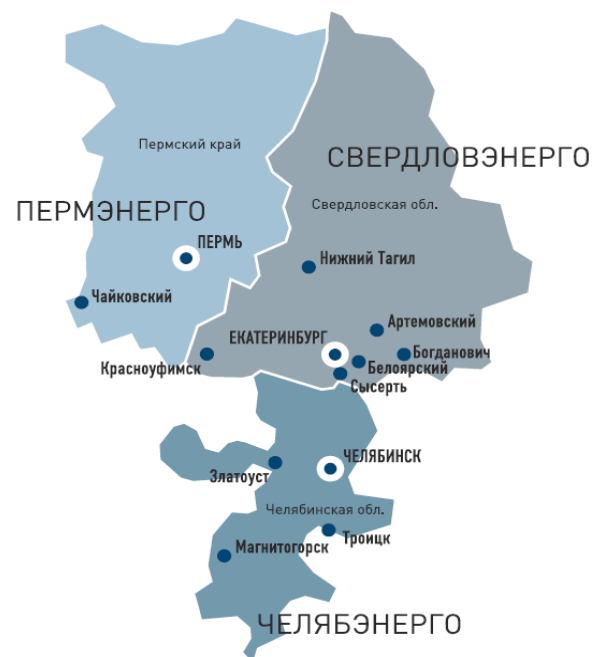 Пермский край
СВЕРДЛОВЭНЕРГО
Свердловская обл.
ПЕРМЭНЕРГО
ПЕРМЬ
Нижний Тагил
Чайковский
Артемовский
ЕКАТЕРИНБУРГ
Богданович
Красноуфимск
Белоярский
Сысерть
ЧЕЛЯБИНСК
Златоуст
Челябинская обл.
Троицк
Магнитогорск
ЧЕЛЯБЭНЕРГО